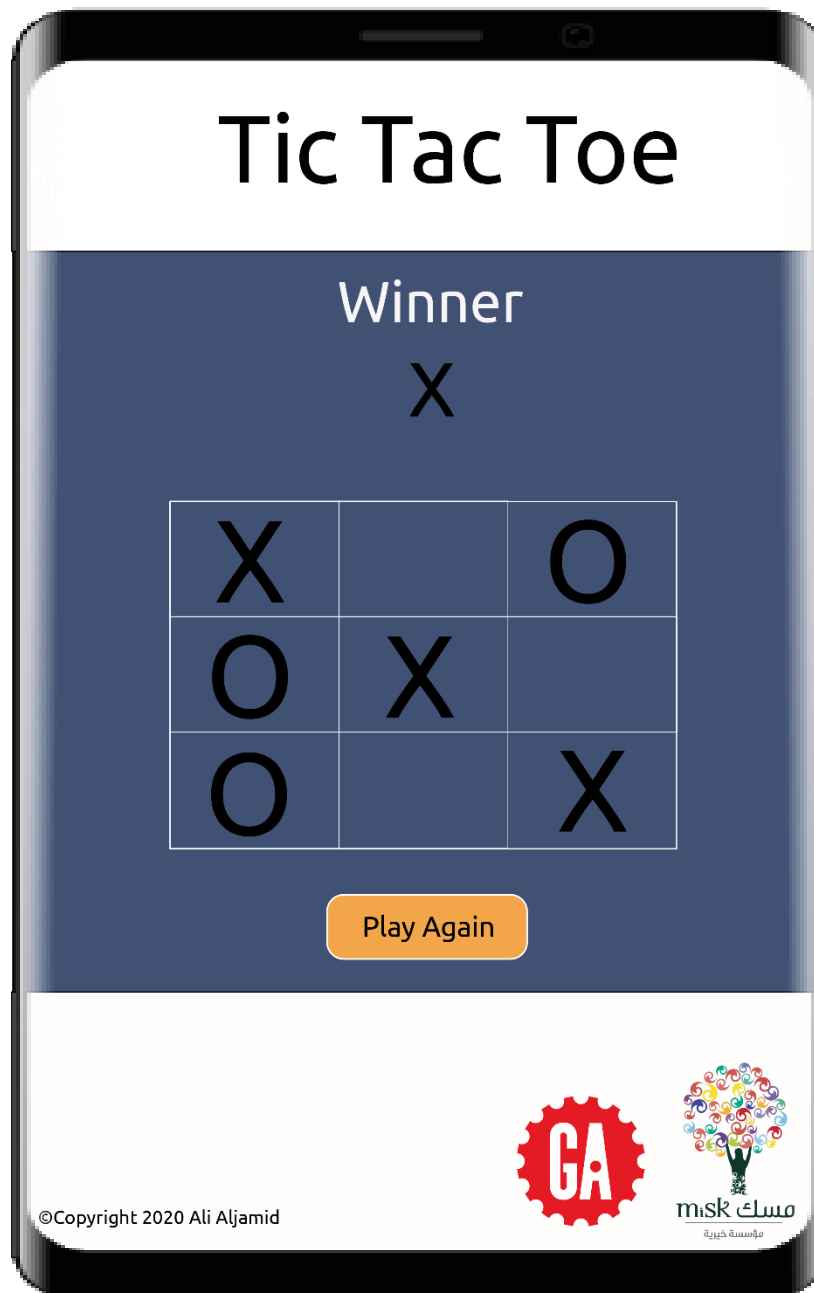 Tic Tac Toe
Winner
X
X O
O X
O X
Play Again
GA
misk مسك
مؤسسة خيرية
©Copyright 2020 Ali Aljamid